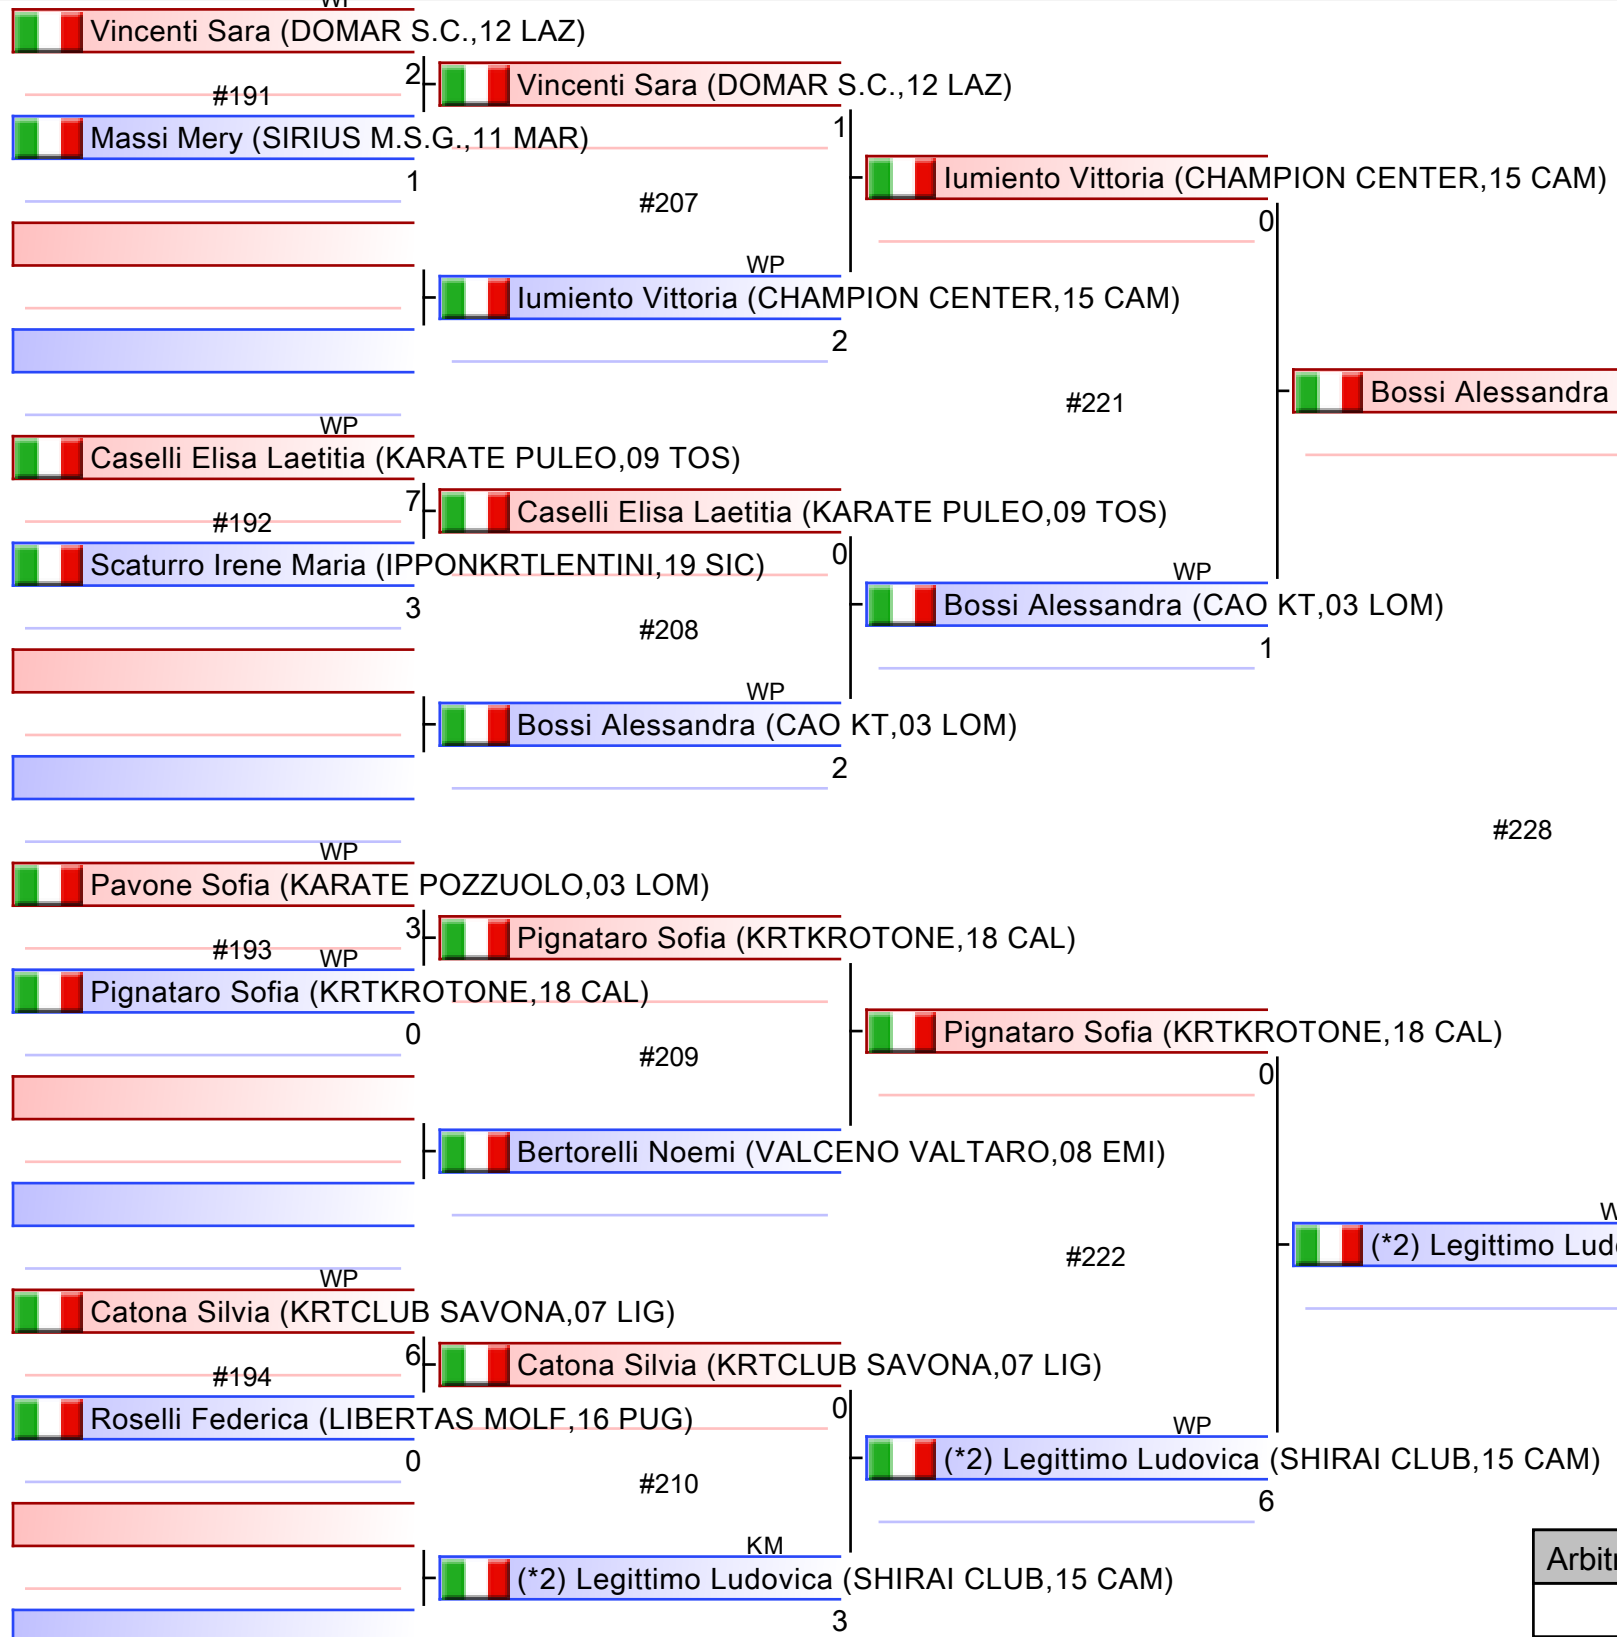 WP
Vincenti Sara (DOMAR S.C.,12 LAZ)
2
Vincenti Sara (DOMAR S.C.,12 LAZ)
#191
1
Massi Mery (SIRIUS M.S.G.,11 MAR)
1
Iumiento Vittoria (CHAMPION CENTER,15 CAM)
#207
0
WP
Iumiento Vittoria (CHAMPION CENTER,15 CAM)
2
#221
Bossi Alessandra
WP
Caselli Elisa Laetitia (KARATE PULEO,09 TOS)
7
Caselli Elisa Laetitia (KARATE PULEO,09 TOS)
#192
0
Scaturro Irene Maria (IPPONKRTLENTINI,19 SIC)
WP
Bossi Alessandra (CAO KT,03 LOM)
3
#208
1
WP
Bossi Alessandra (CAO KT,03 LOM)
2
#228
WP
Pavone Sofia (KARATE POZZUOLO,03 LOM)
3
Pignataro Sofia (KRTKROTONE,18 CAL)
#193
WP
Pignataro Sofia (KRTKROTONE,18 CAL)
0
Pignataro Sofia (KRTKROTONE,18 CAL)
#209
0
Bertorelli Noemi (VALCENO VALTARO,08 EMI)
#222
(*2) Legittimo
WP
Catona Silvia (KRTCLUB SAVONA,07 LIG)
6
Catona Silvia (KRTCLUB SAVONA,07 LIG)
#194
0
Roselli Federica (LIBERTAS MOLF,16 PUG)
WP
(*2) Legittimo Ludovica (SHIRAI CLUB,15 CAM)
0
#210
6
KM
(*2) Legittimo Ludovica (SHIRAI CLUB,15 CAM)
3